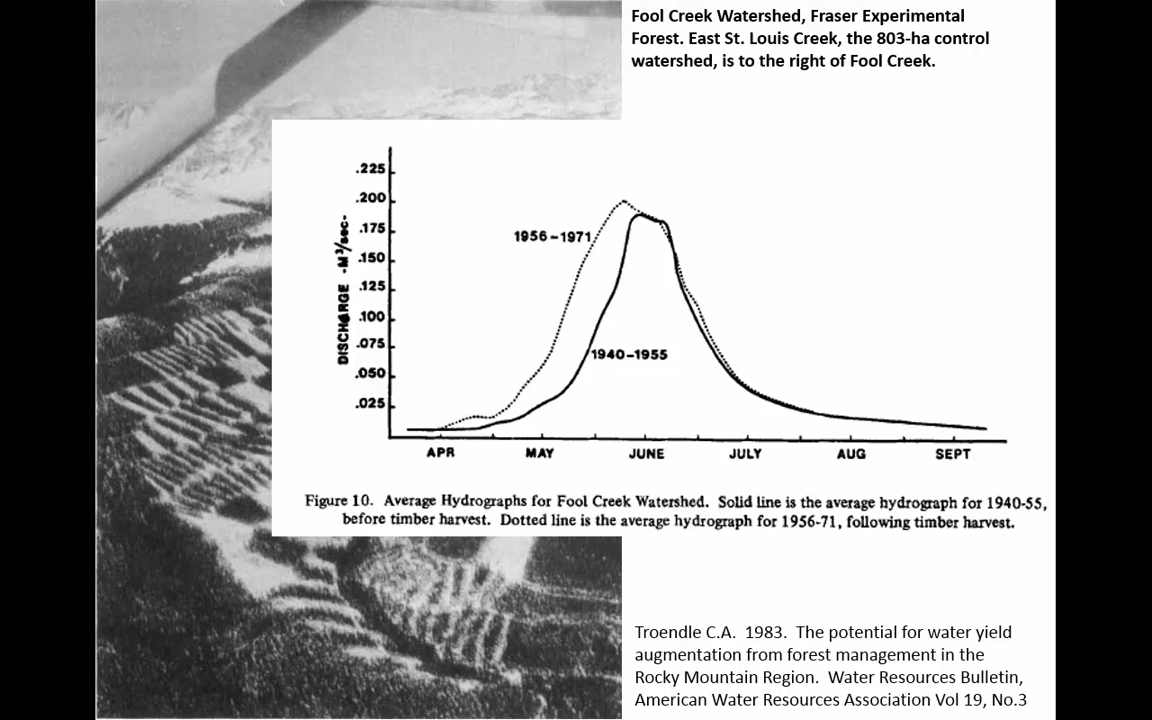 Fool Creek Watershed, Fraser Experimental
Forest. East St. Louis Creek, the 803-ha control
watershed, is to the right of Fool Creek.
DISCHARGE -M³/sec-
.225
.200
.175
.150
.125
.100
.075
.050
.025
1956-1971
1940-1955
APR MAY JUNE JULY AUG SEPT
Figure 10. Average Hydrographs for Fool Creek Watershed. Solid line is the average hydrograph for 1940-55,
before timber harvest. Dotted line is the average hydrograph for 1956-71, following timber harvest.
Troendle C.A. 1983. The potential for water yield
augmentation from forest management in the
Rocky Mountain Region. Water Resources Bulletin,
American Water Resources Association Vol 19, No.3